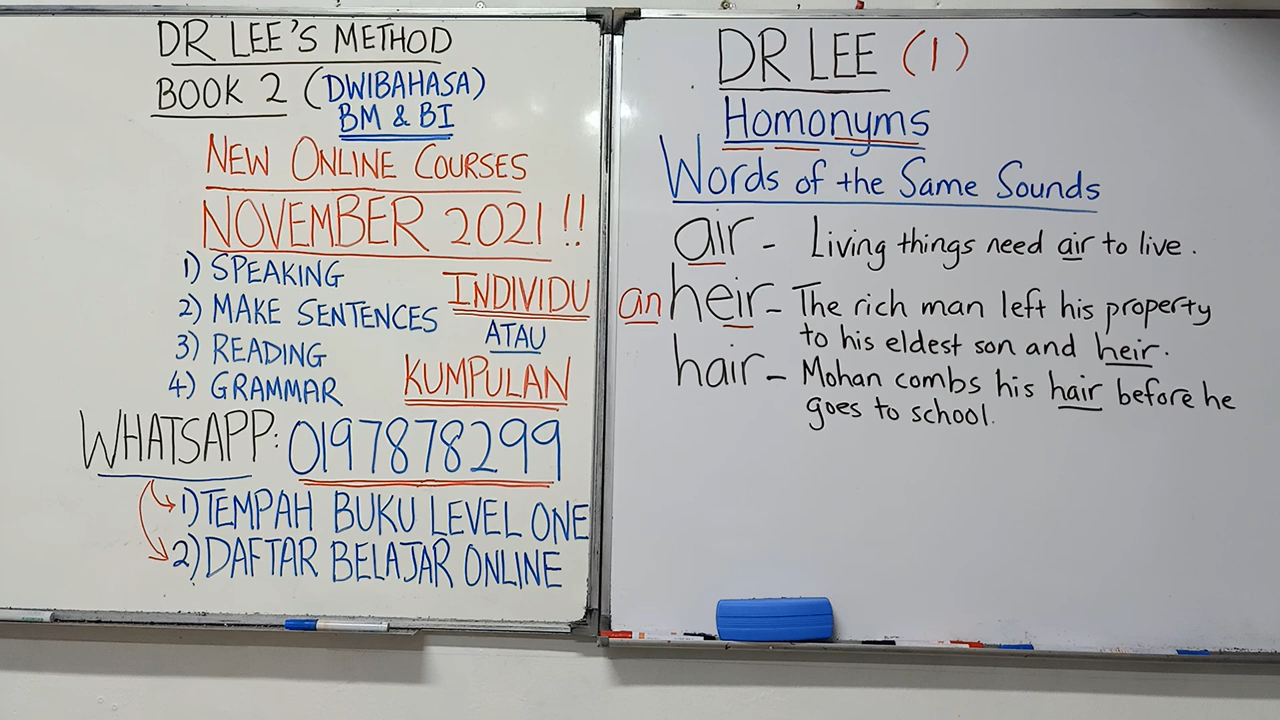 DR LEE'S METHOD
BOOK 2 (DWIBAHASA)
BM & BI
NEW ONLINE COURSES
NOVEMBER 2021 !!
1) SPEAKING
2) MAKE SENTENCES
3) READING
4) GRAMMAR
INDIVIDU
ATAU
KUMPULAN
WHATSAPP: 0197878299
1) TEMPAH BUKU LEVEL ONE
2) DAFTAR BELAJAR ONLINE
DR LEE (1)
Homonyms
Words of the Same Sounds
air - Living things need air to live.
an heir - The rich man left his property
to his eldest son and heir.
hair - Mohan combs his hair before he
goes to school.